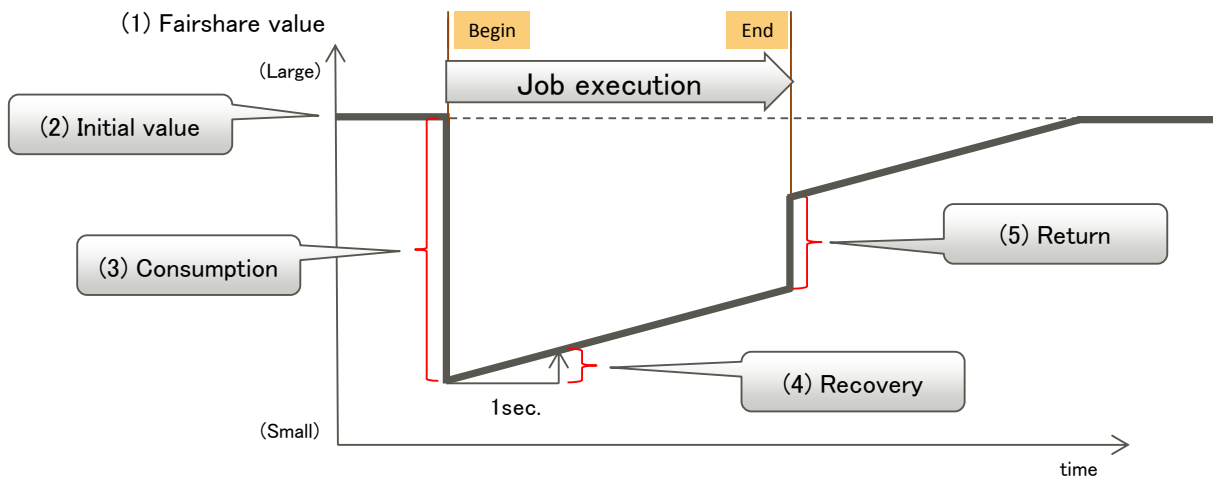 (1) Fairshare value
Begin
End
(Large)
Job execution
(2) Initial value
(3) Consumption
(5) Return
(4) Recovery
1sec.
(Small)
time